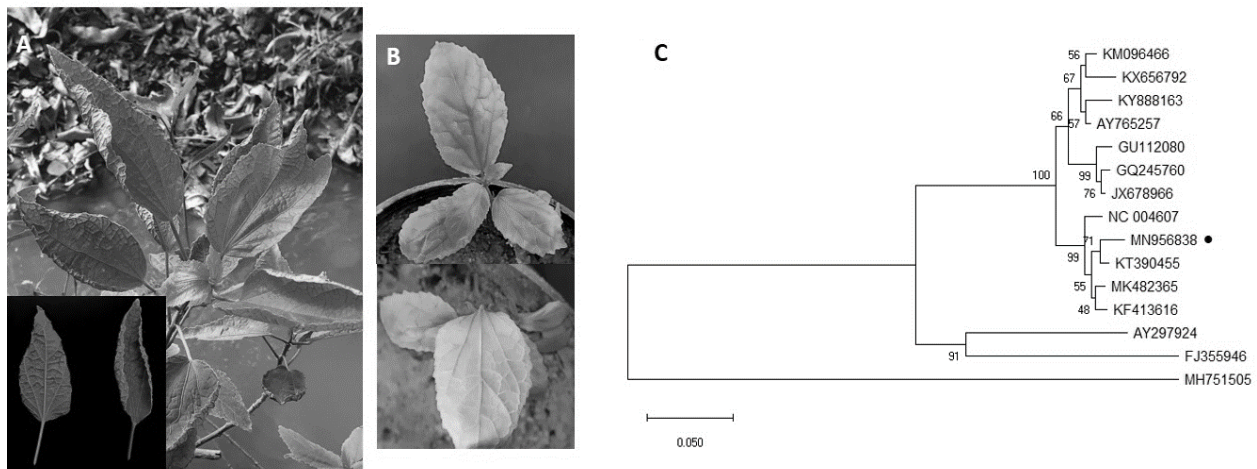 A
B
C
56
KM096466
67
KX656792
KY888163
66
57
AY765257
GU112080
100
99
GQ245760
76
JX678966
NC 004607
71
MN956838
99
KT390455
55
MK482365
48
KF413616
AY297924
91
FJ355946
MH751505
0.050